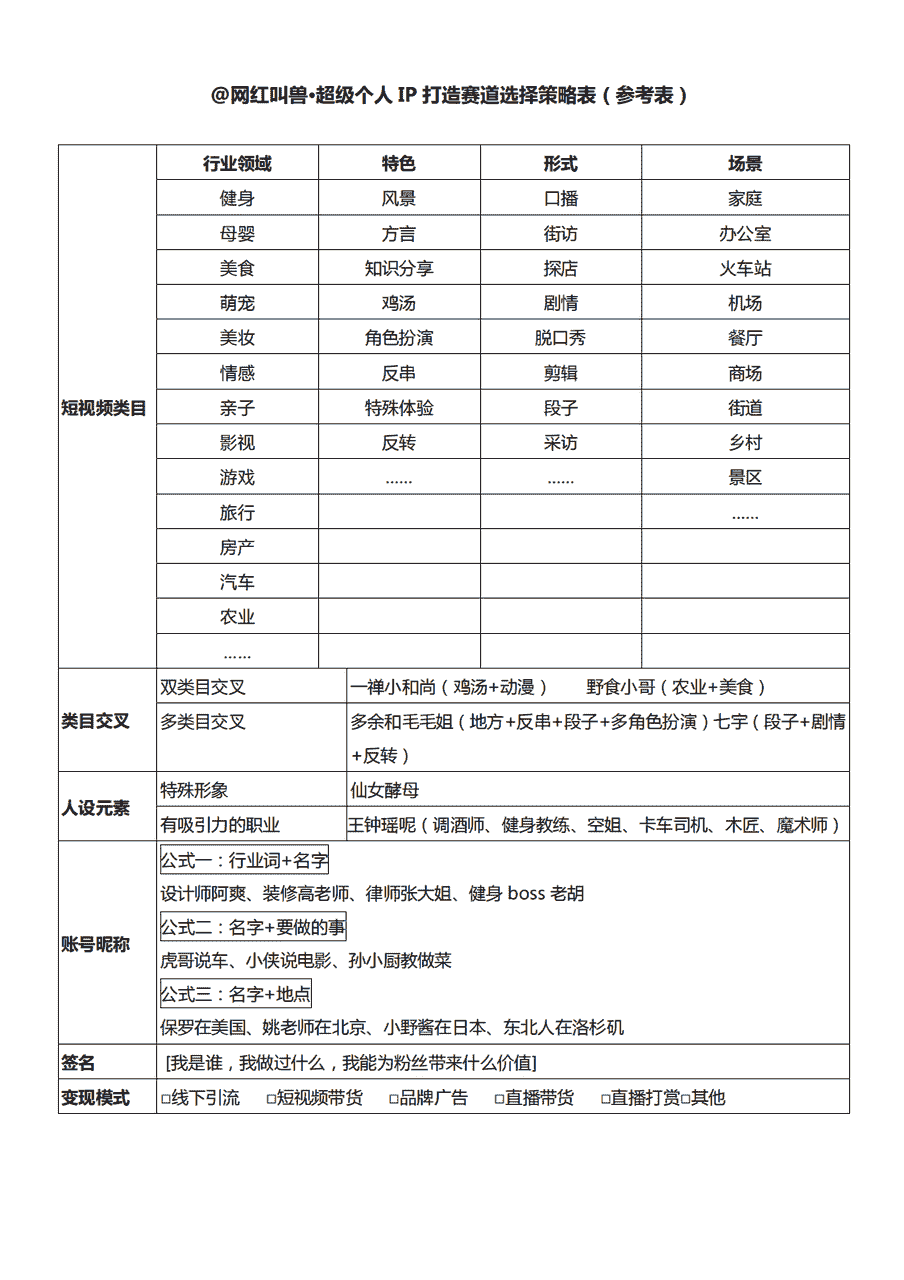 @网红叫兽•超级个人 IP 打造赛道选择策略表（参考表）
行业领域 特色 形式 场景
健身 风景 口播 家庭
母婴 方言 街访 办公室
美食 知识分享 探店 火车站
萌宠 鸡汤 剧情 机场
美妆 角色扮演 脱口秀 餐厅
情感 反串 剪辑 商场
短视频类目 亲子 特殊体验 段子 街道
影视 反转 采访 乡村
游戏 …… …… 景区
旅行 ……
房产
汽车
农业
……
类目交叉 双类目交叉 一禅小和尚（鸡汤+动漫） 野食小哥（农业+美食）
多类目交叉 多余和毛毛姐（地方+反串+段子+多角色扮演）七宇（段子+剧情
+反转）
人设元素 特殊形象 仙女酵母
有吸引力的职业 王钟瑶呢（调酒师、健身教练、空姐、卡车司机、木匠、魔术师）
账号昵称 公式一：行业词+名字
设计师阿爽、装修高老师、律师张大姐、健身 boss 老胡
公式二：名字+要做的事
虎哥说车、小侠说电影、孙小厨教做菜
公式三：名字+地点
保罗在美国、姚老师在北京、小野酱在日本、东北人在洛杉矶
签名 [我是谁，我做过什么，我能为粉丝带来什么价值]
变现模式 □线下引流 □短视频带货 □品牌广告 □直播带货 □直播打赏□其他